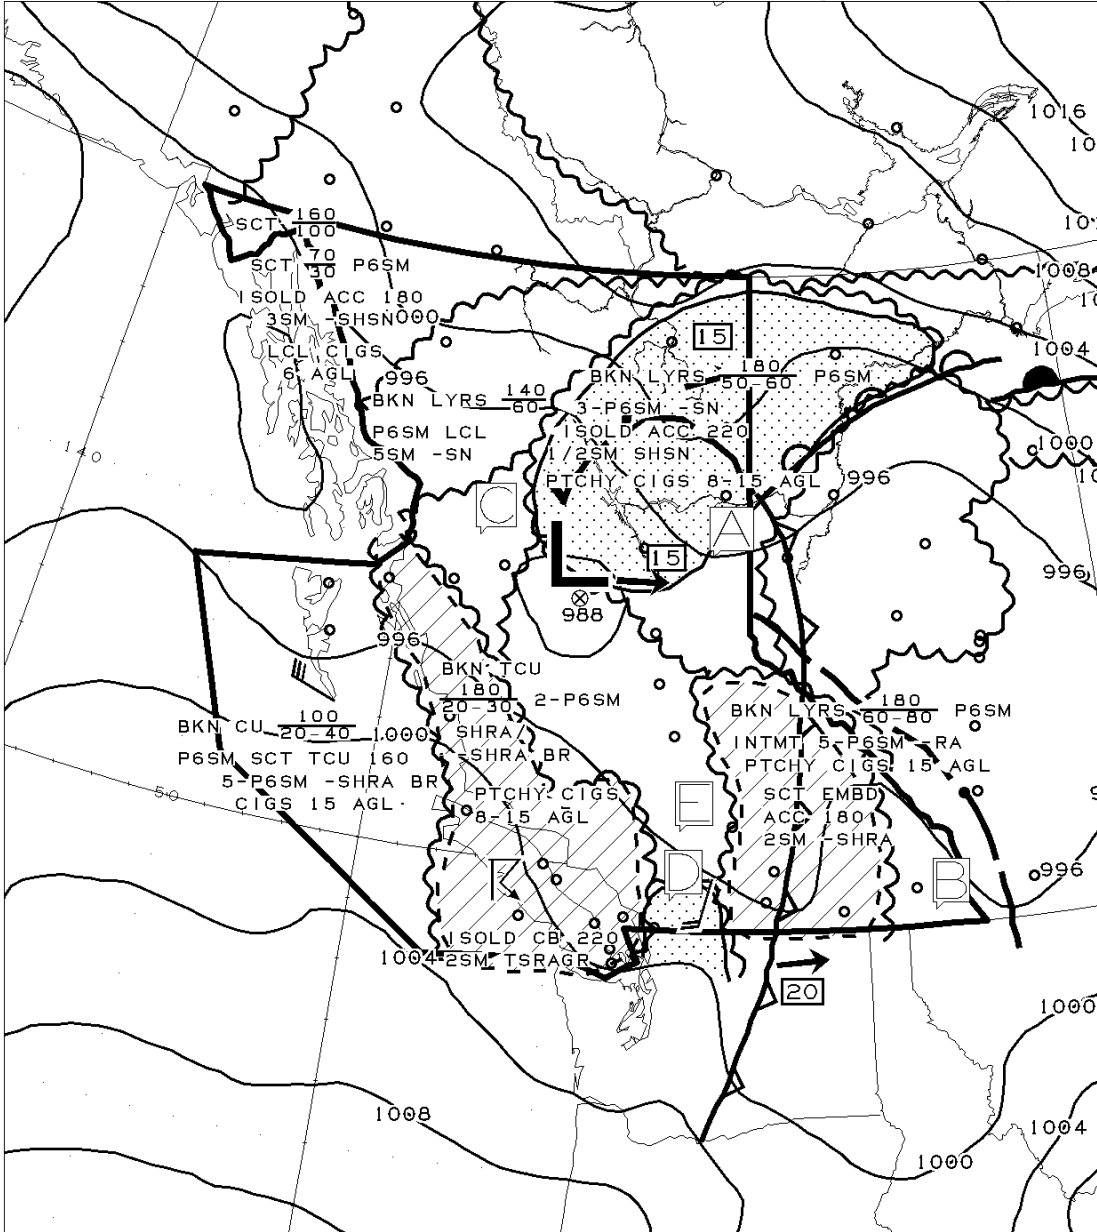 1016
SCT 160
100
SCT 70
30 P6SM
1008
ISOLD ACC 180
3SM -SHSN
000
15
1004
LCL CIGS
6 AGL
996
BKN LYRS 180
50-60 P6SM
BKN LYRS 140
60
3-P6SM -SN
P6SM LCL
ISOLD ACC 220
5SM -SN
1/2SM SHSN
1000
140
PTCHY CIGS 8-15 AGL
996
C
A
15
L
996
988
996
BKN TCU
180
20-30 2-P6SM
SHRA
-SHRA BR
BKN CU 100
20-40
1000
P6SM SCT TCU 160
5-P6SM -SHRA BR
CIGS 15 AGL
BKN LYRS 180
60-80 P6SM
INTMT 5-P6SM -RA
PTCHY CIGS 15 AGL
SCT EMBD
ACC 180
2SM -SHRA
50
PTCHY CIGS
8-15 AGL
E
D
B
996
ISOLD CB 220
2SM TSRAGR
1004
20
1000
1008
1004
1000